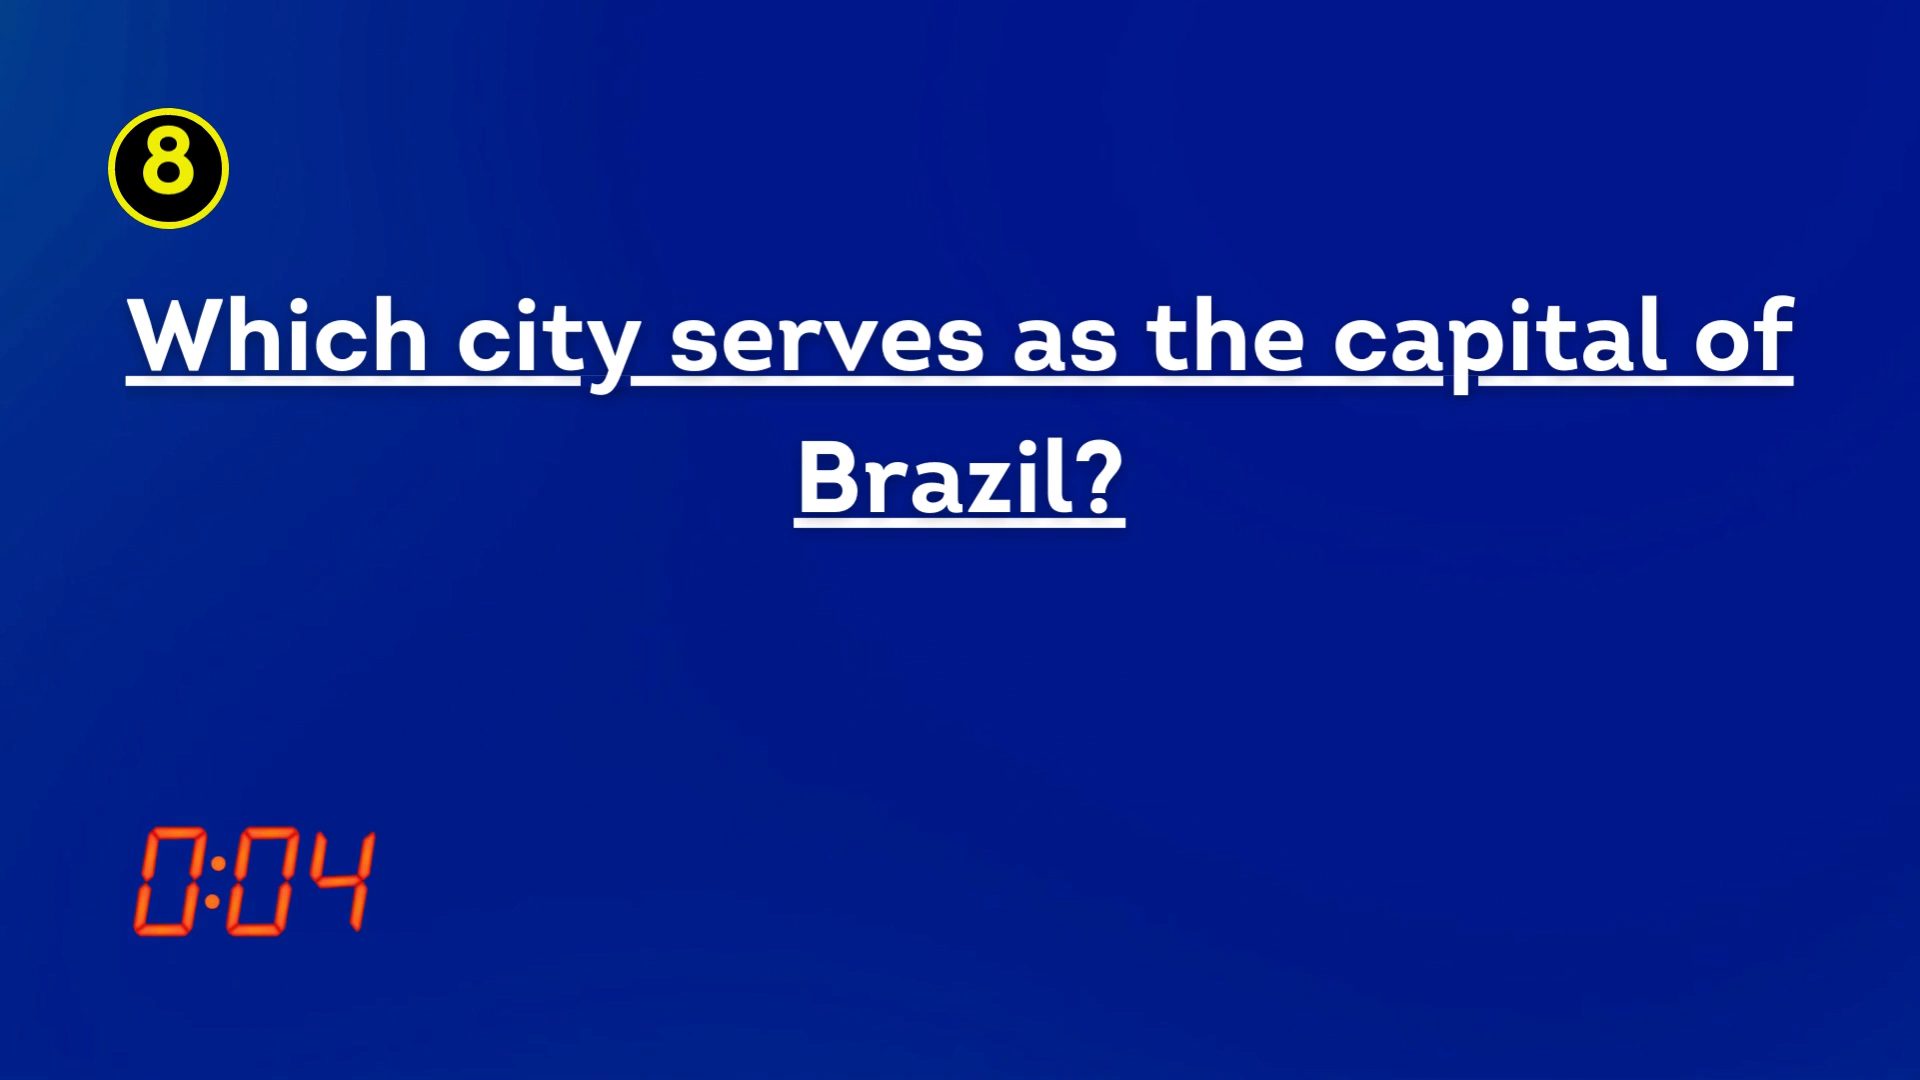 8
Which city serves as the capital of
Brazil?
0:04